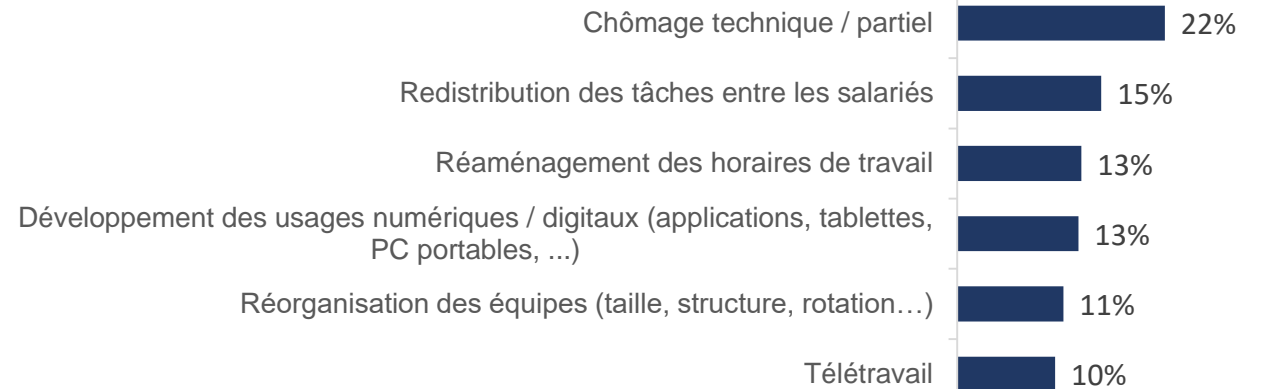 Chômage technique / partiel 22%
Redistribution des tâches entre les salariés 15%
Réaménagement des horaires de travail 13%
Développement des usages numériques / digitaux (applications, tablettes,
PC portables, ...) 13%
Réorganisation des équipes (taille, structure, rotation…) 11%
Télétravail 10%